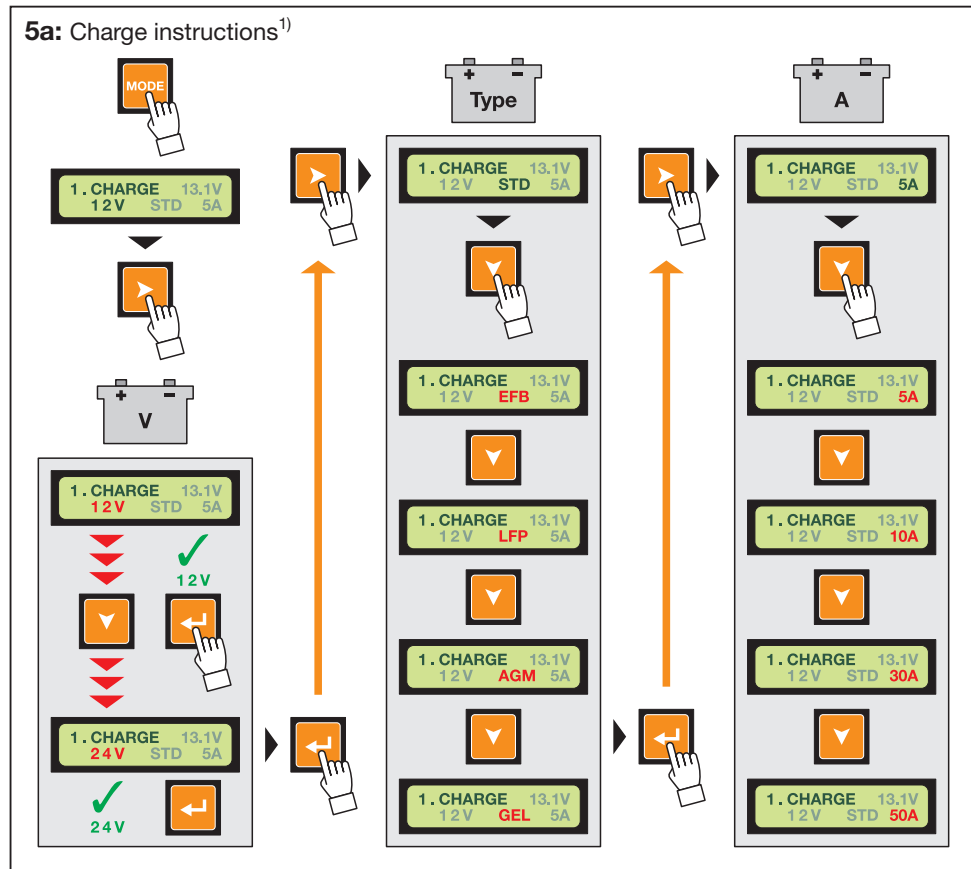 5a: Charge instructions1)
MODE
1.CHARGE 13.1V
12V STD 5A
+ -
V
1.CHARGE 13.1V
12V STD 5A
12V
1.CHARGE 13.1V
24V STD 5A
24V
+ -
Type
1.CHARGE 13.1V
12V STD 5A
1.CHARGE 13.1V
12V EFB 5A
1.CHARGE 13.1V
12V LFP 5A
1.CHARGE 13.1V
12V AGM 5A
1.CHARGE 13.1V
12V GEL 5A
+ -
A
1.CHARGE 13.1V
12V STD 5A
1.CHARGE 13.1V
12V STD 5A
1.CHARGE 13.1V
12V STD 10A
1.CHARGE 13.1V
12V STD 30A
1.CHARGE 13.1V
12V STD 50A